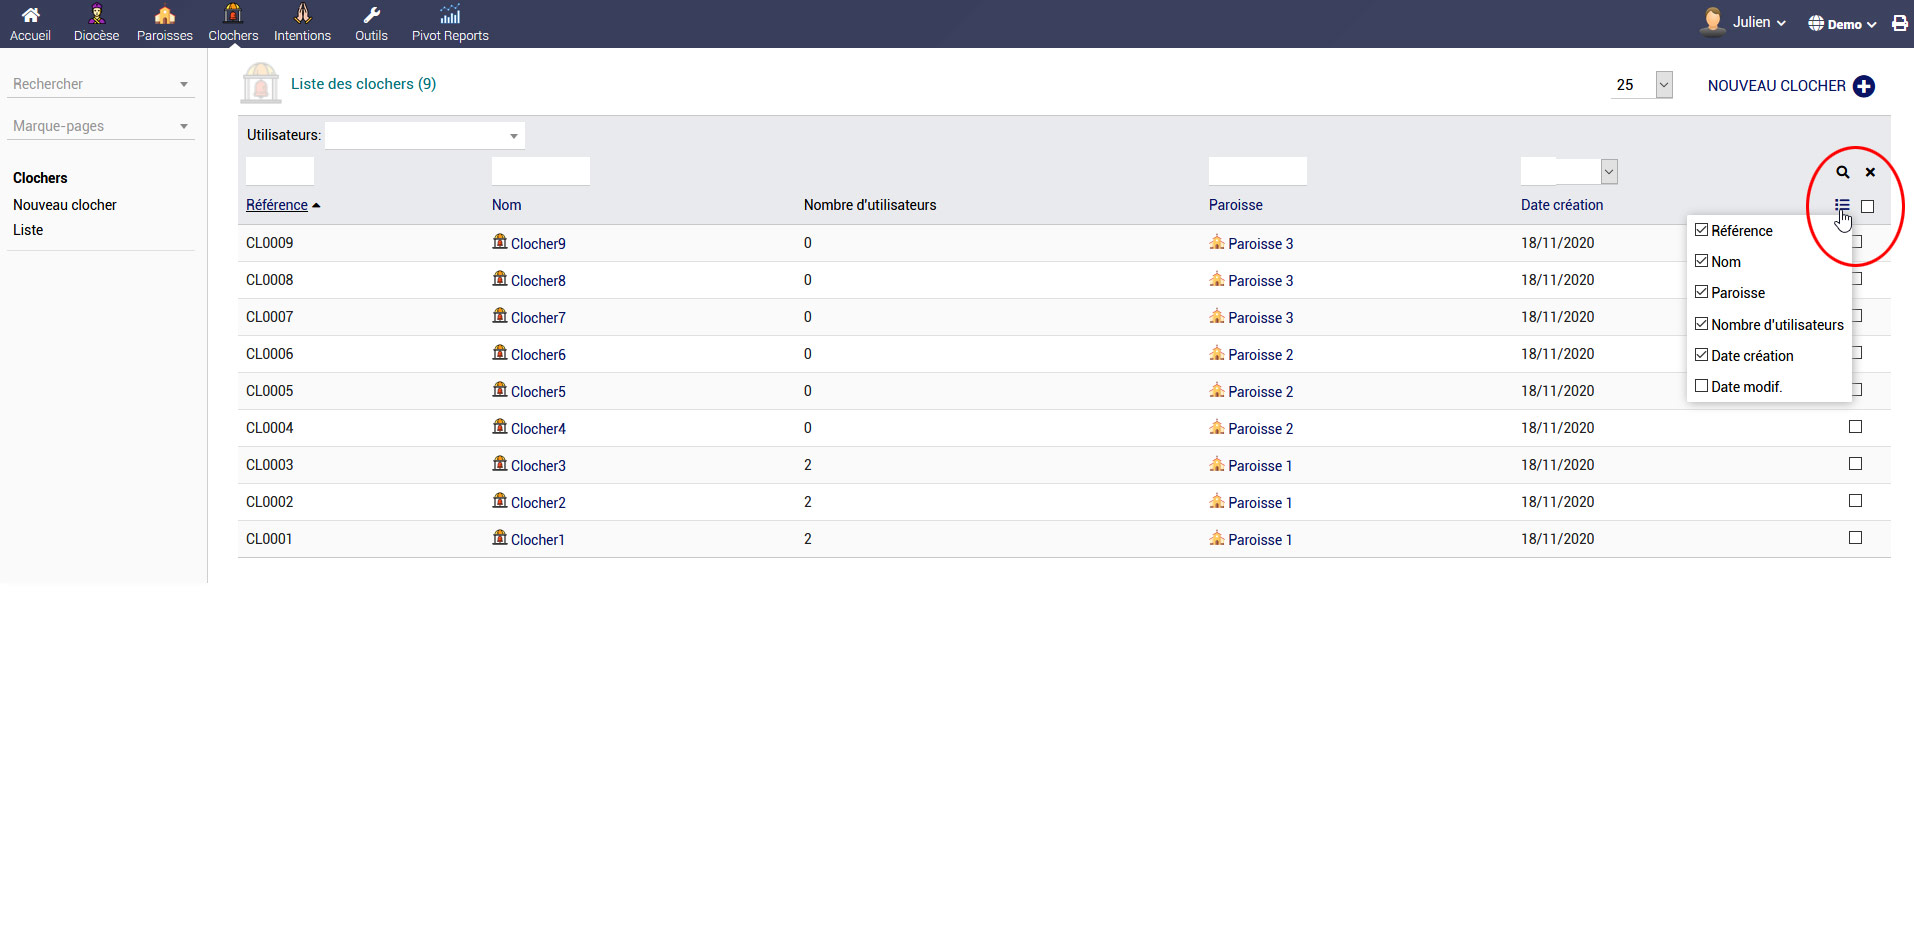 Accueil Diocèse Paroisses Clochers Intentions Outils Pivot Reports Julien Demo
Rechercher
Marque-pages
Clochers
Nouveau clocher
Liste
Liste des clochers (9) 25 NOUVEAU CLOCHER
Utilisateurs:
Référence Nom Nombre d'utilisateurs Paroisse Date création
CL0009 Clocher9 0 Paroisse 3 18/11/2020
CL0008 Clocher8 0 Paroisse 3 18/11/2020
CL0007 Clocher7 0 Paroisse 3 18/11/2020
CL0006 Clocher6 0 Paroisse 2 18/11/2020
CL0005 Clocher5 0 Paroisse 2 18/11/2020
CL0004 Clocher4 0 Paroisse 2 18/11/2020
CL0003 Clocher3 2 Paroisse 1 18/11/2020
CL0002 Clocher2 2 Paroisse 1 18/11/2020
CL0001 Clocher1 2 Paroisse 1 18/11/2020
Référence
Nom
Paroisse
Nombre d'utilisateurs
Date création
Date modif.